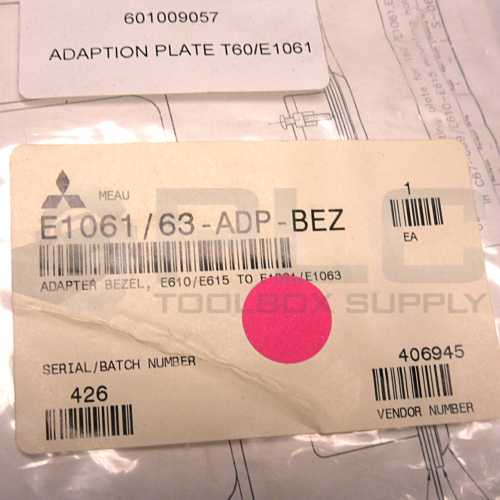 601009057
ADAPTION PLATE T60/E1061
MEAU
E1061/63-ADP-BEZ
1
EA
ADAPTER BEZEL, E610/E615 TO E1061/E1063
PLC
TOOLBOX SUPPLY
SERIAL/BATCH NUMBER
426
406945
VENDOR NUMBER